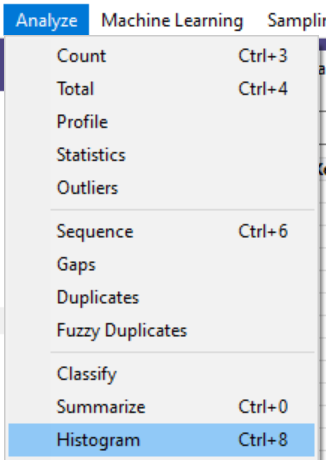 Analyze Machine Learning
Count Ctrl+3
Total Ctrl+4
Profile
Statistics
Outliers
Sequence Ctrl+6
Gaps
Duplicates
Fuzzy Duplicates
Classify
Summarize Ctrl+0
Histogram Ctrl+8